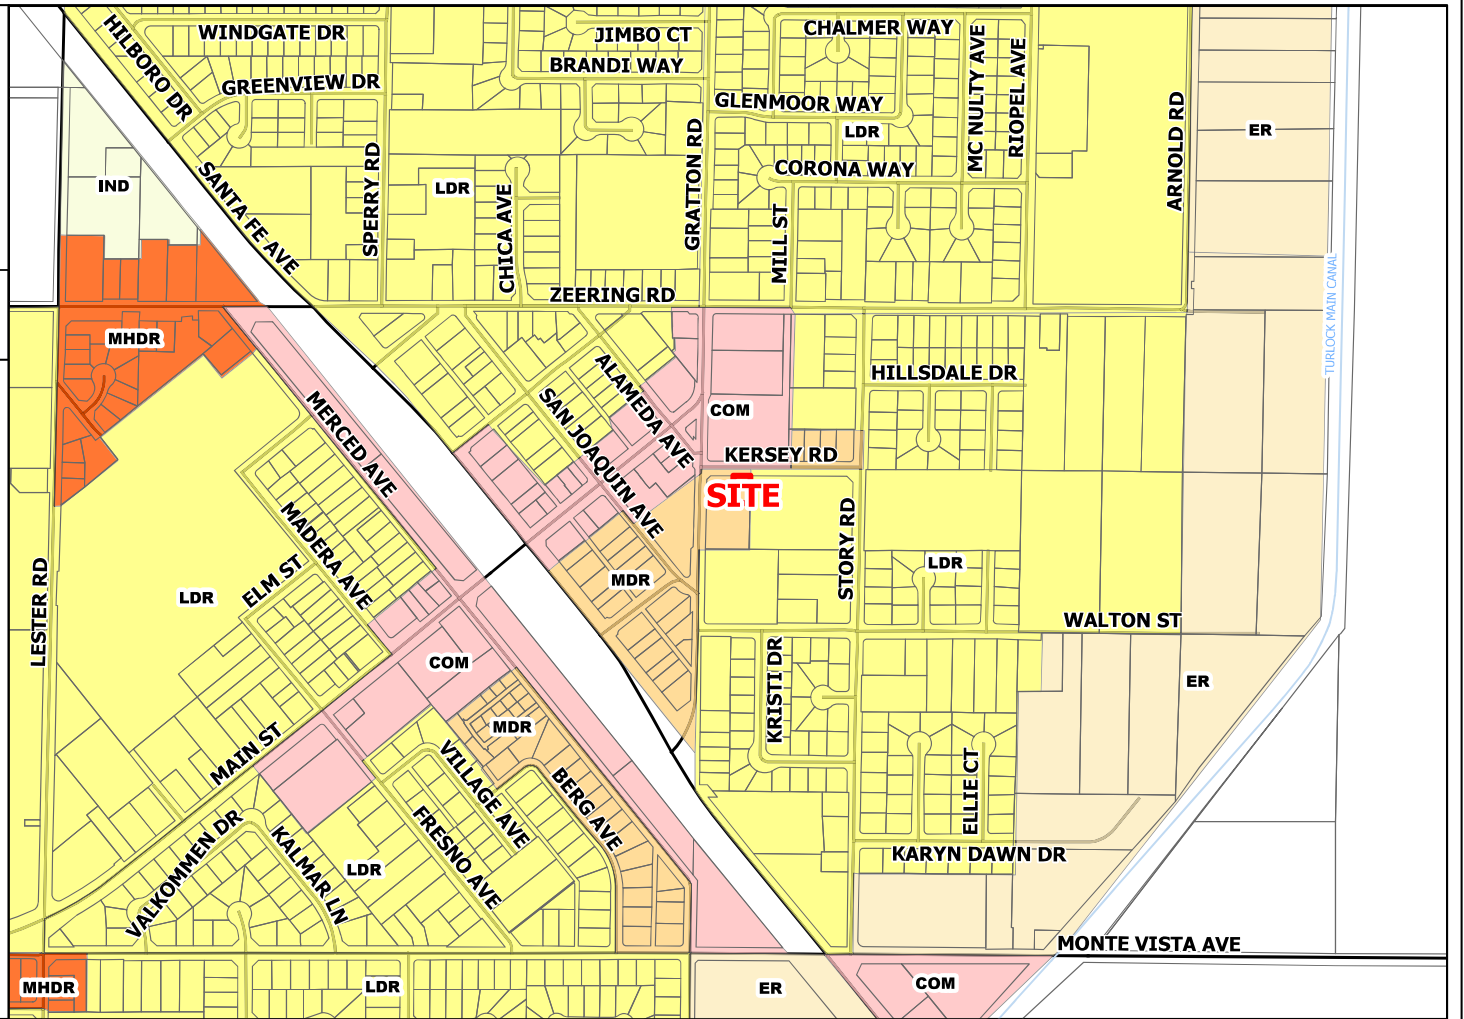 WINDGATE DR
HILBORO DR
GREENVIEW DR
JIMBO CT
BRANDI WAY
CHALMER WAY
MC NULTY AVE
RIOPEL AVE
GLENMOOR WAY
LDR
CORONA WAY
ARNOLD RD
ER
IND
SANTA FE AVE
SPERRY RD
LDR
CHICA AVE
GRATTON RD
MILL ST
ZEERING RD
TURLOCK MAIN CANAL
MHDR
MERCED AVE
ALAMEDA AVE
SAN JOAQUIN AVE
COM
HILLSDALE DR
KERSEY RD
SITE
MADERA AVE
ELM ST
LESTER RD
LDR
MDR
STORY RD
LDR
WALTON ST
COM
KRISTI DR
ER
MDR
MAIN ST
VILLAGE AVE
BERG AVE
ELLIE CT
FRESNO AVE
VALKOMMEN DR
KALMAR LN
LDR
KARYN DAWN DR
MONTE VISTA AVE
MHDR
LDR
ER
COM